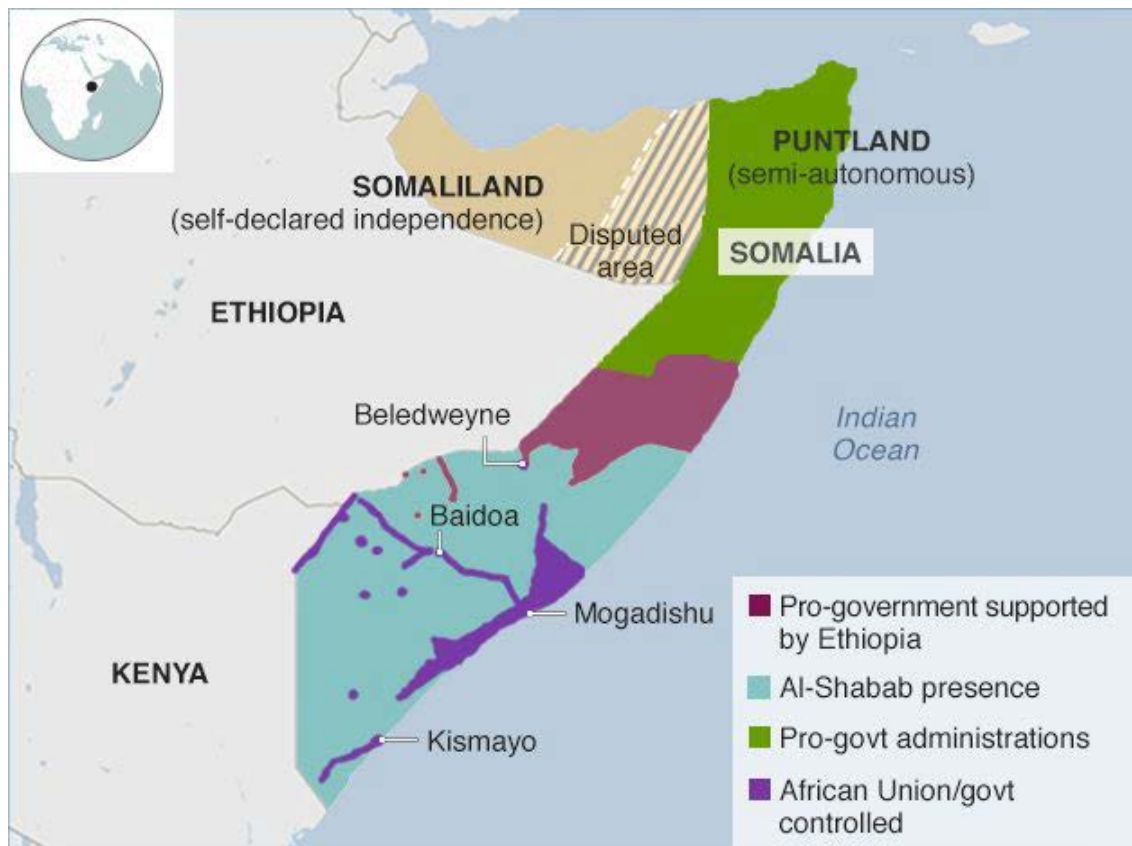 PUNTLAND
(semi-autonomous)
SOMALILAND
(self-declared independence)
Disputed
area
SOMALIA
ETHIOPIA
Beledweyne
Indian
Ocean
Baidoa
Mogadishu
KENYA
Kismayo
Pro-government supported
by Ethiopia
Al-Shabab presence
Pro-govt administrations
African Union/govt
controlled